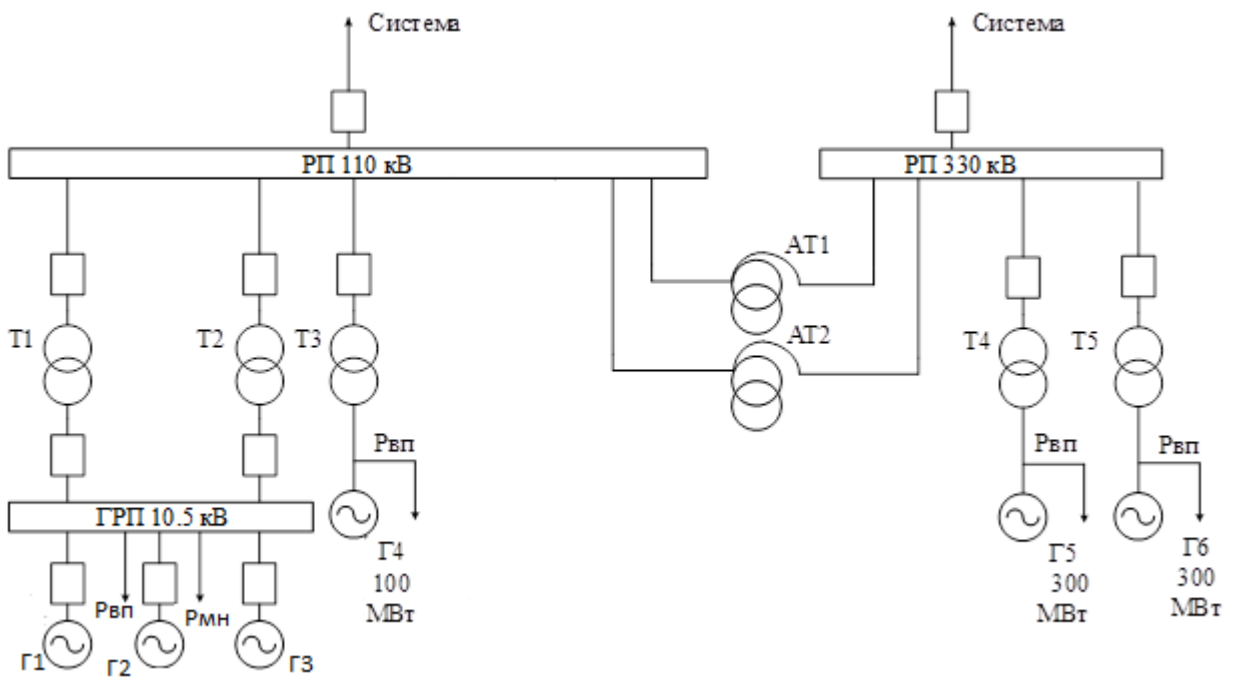 Система
Система
РП 110 кВ
РП 330 кВ
АТ1
Т1
Т2
Т3
АТ2
Т4
Т5
Рвп
Рвп
Рвп
ГРП 10.5 кВ
Г4
100
МВт
Г5
300
МВт
Г6
300
МВт
Рвп
Рмн
Г1
Г2
Г3